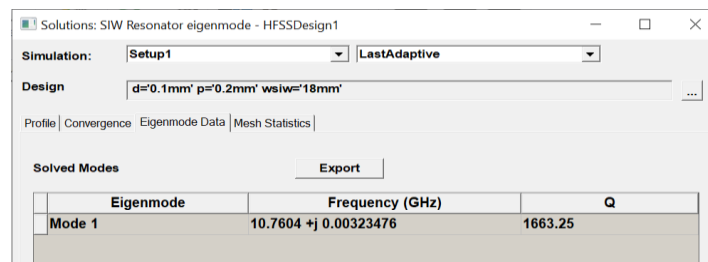 Solutions: SIW Resonator eigenmode - HFSSDesign1
Simulation: Setup1 LastAdaptive
Design d='0.1mm' p='0.2mm' wsiw='18mm' ...
Profile Convergence Eigenmode Data Mesh Statistics
Solved Modes Export
Eigenmode Frequency (GHz) Q
Mode 1 10.7604 +j 0.00323476 1663.25